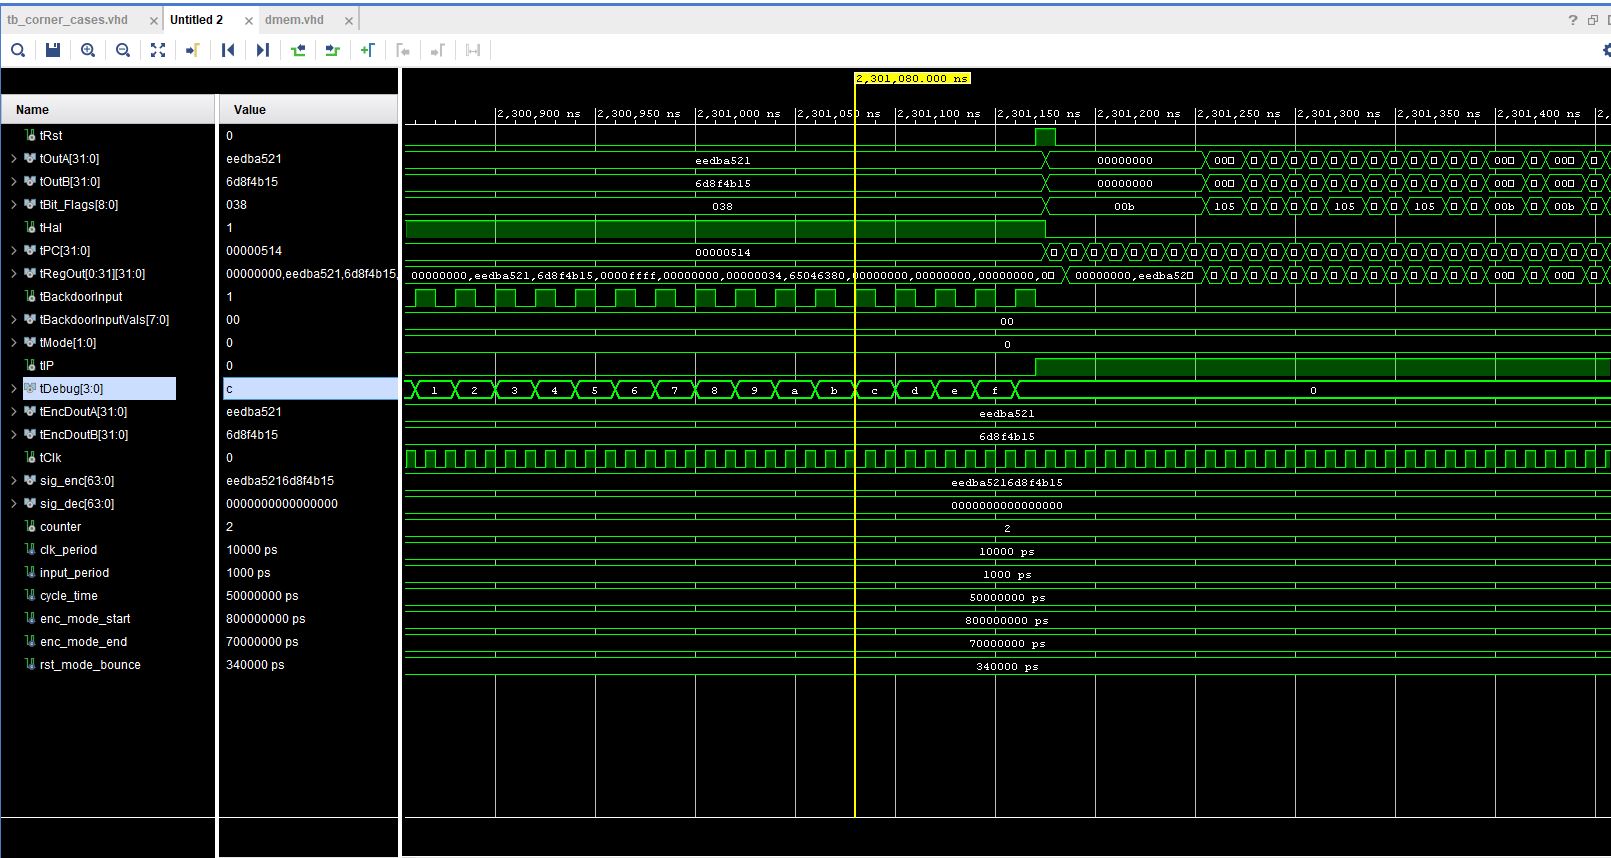 tb_corner_cases.vhd × Untitled 2 × dmem.vhd ×
?
2,301,080.000 ns
Name Value
2,300,900 ns 2,300,950 ns 2,301,000 ns 2,301,050 ns 2,301,100 ns 2,301,150 ns 2,301,200 ns 2,301,250 ns 2,301,300 ns 2,301,350 ns 2,301,400 ns 2,
tRst 0
tOutA[31:0] eedba521 eedba521 00000000 00 00 00
tOutB[31:0] 6d8f4b15 6d8f4b15 00000000 00 00 00
tBit_Flags[8:0] 038 038 00b 105 105 105 00b 00b
tHal 1
tPC[31:0] 00000514 00000514
tRegOut[0:31][31:0] 00000000,eedba521,6d8f4b15, 00000000,eedba521,6d8f4b15,0000ffff,00000000,00000034,65046380,00000000,00000000,00000000,0 00000000,eedba52 00 00
tBackdoorInput 1
tBackdoorInputVals[7:0] 00 00
tMode[1:0] 0 0
tIP 0
tDebug[3:0] c 1 2 3 4 5 6 7 8 9 a b c d e f 0
tEncDoutA[31:0] eedba521 eedba521
tEncDoutB[31:0] 6d8f4b15 6d8f4b15
tClk 0
sig_enc[63:0] eedba5216d8f4b15 eedba5216d8f4b15
sig_dec[63:0] 0000000000000000 0000000000000000
counter 2 2
clk_period 10000 ps 10000 ps
input_period 1000 ps 1000 ps
cycle_time 50000000 ps 50000000 ps
enc_mode_start 800000000 ps 800000000 ps
enc_mode_end 70000000 ps 70000000 ps
rst_mode_bounce 340000 ps 340000 ps